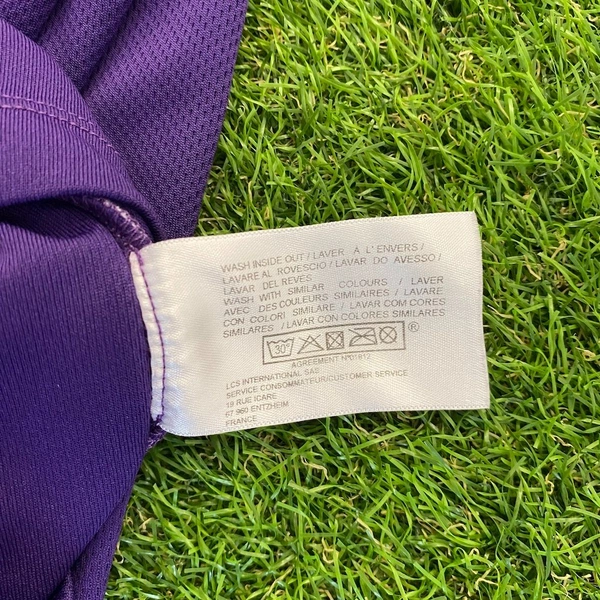 WASH INSIDE OUT / LAVER À L' ENVERS /
LAVARE AL ROVESCIO / LAVAR DO AVESSO /
LAVAR DEL REVES
WASH WITH SIMILAR COLOURS / LAVER
AVEC DES COULEURS SIMILAIRES / LAVARE
CON COLORI SIMILARE / LAVAR COM CORES
SIMILARES / LAVAR CON COLORES SIMILARES
30° ®
AGREEMENT Nº01812
LCS INTERNATIONAL SAS
SERVICE CONSOMMATEUR/CUSTOMER SERVICE
19 RUE ICARE
67 960 ENTZHEIM
FRANCE